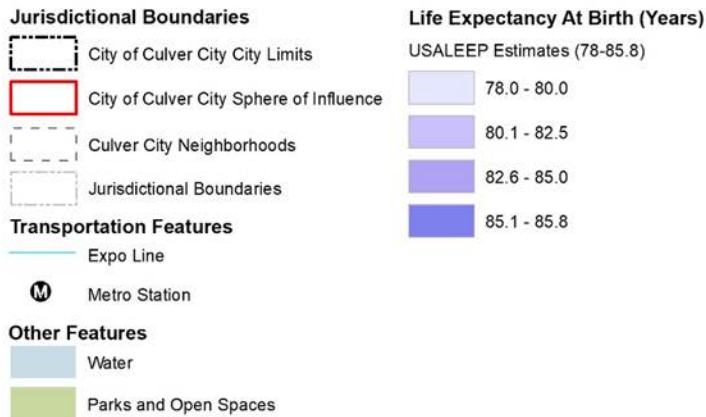 Jurisdictional Boundaries
City of Culver City City Limits
City of Culver City Sphere of Influence
Culver City Neighborhoods
Jurisdictional Boundaries
Transportation Features
Expo Line
M Metro Station
Other Features
Water
Parks and Open Spaces
Life Expectancy At Birth (Years)
USALEEP Estimates (78-85.8)
78.0 - 80.0
80.1 - 82.5
82.6 - 85.0
85.1 - 85.8